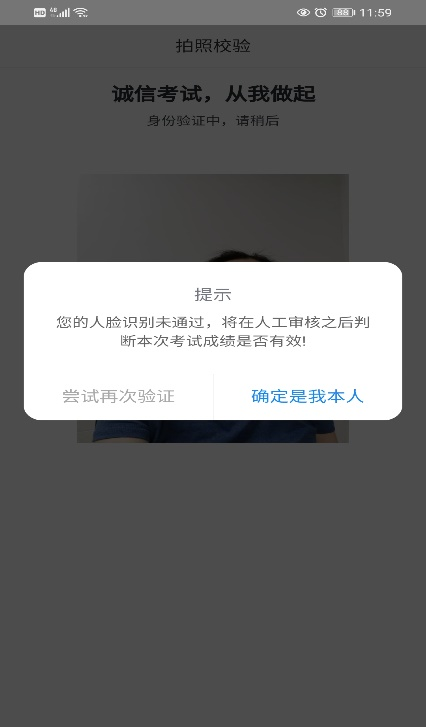 HD 4G 88 11:59
拍照校验
诚信考试，从我做起
身份验证中，请稍后
提示
您的人脸识别未通过，将在人工审核之后判
断本次考试成绩是否有效!
尝试再次验证 确定是我本人